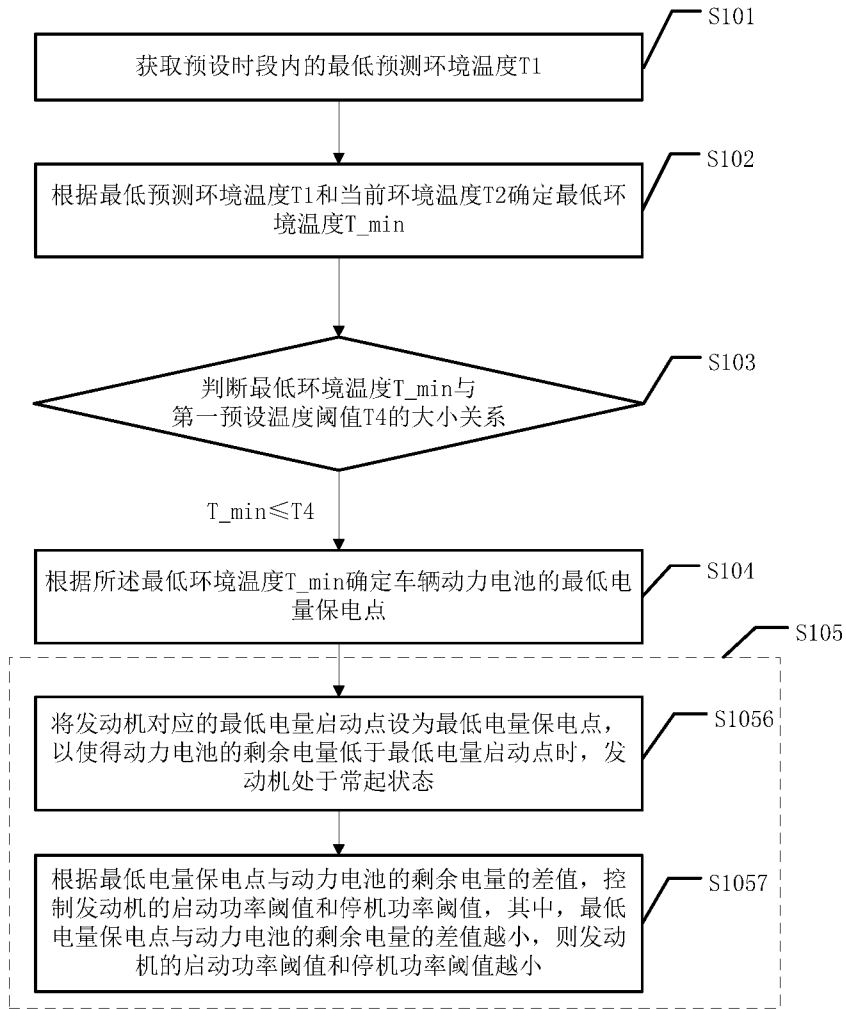 S101
获取预设时段内的最低预测环境温度T1
S102
根据最低预测环境温度T1和当前环境温度T2确定最低环
境温度T_min
S103
判断最低环境温度T_min与
第一预设温度阈值T4的大小关系
T_min≤T4
S104
根据所述最低环境温度T_min确定车辆动力电池的最低电
量保电点
S105
将发动机对应的最低电量启动点设为最低电量保电点,
以使得动力电池的剩余电量低于最低电量启动点时,发
动机处于常起状态
S1056
根据最低电量保电点与动力电池的剩余电量的差值,控
制发动机的启动功率阈值和停机功率阈值,其中,最低
电量保电点与动力电池的剩余电量的差值越小,则发动
机的启动功率阈值和停机功率阈值越小
S1057